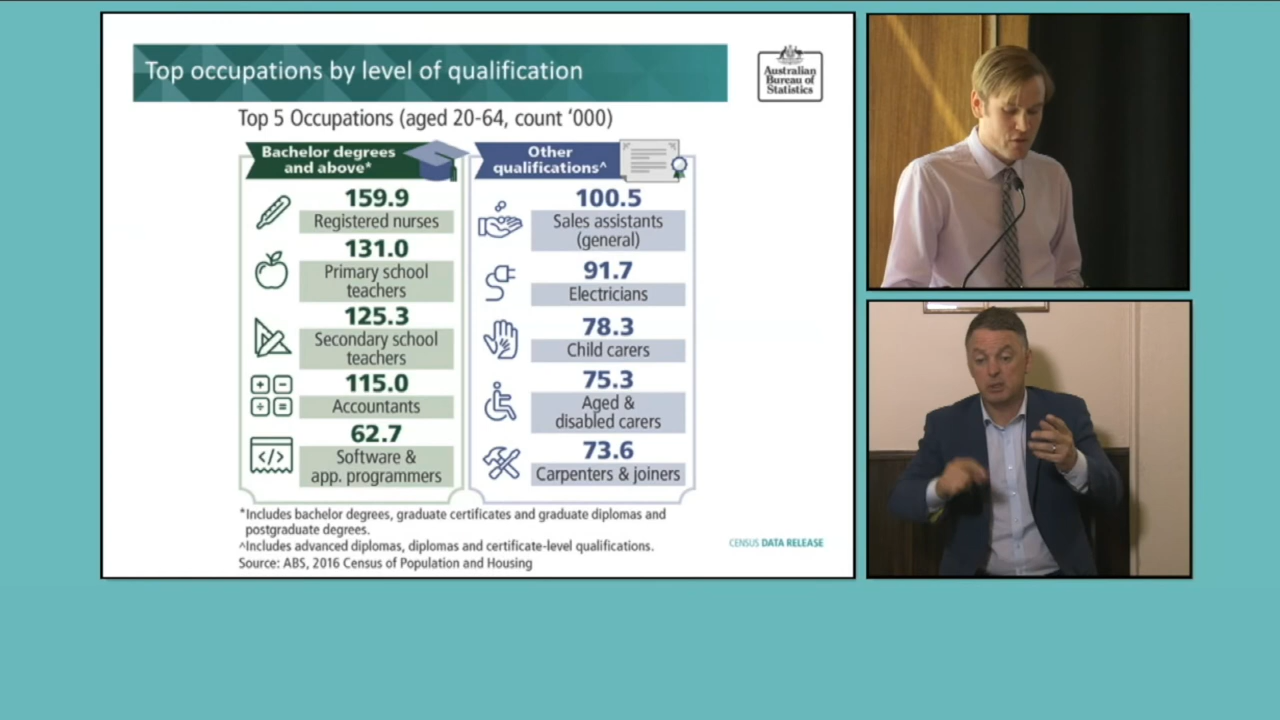 Top occupations by level of qualification
Australian
Bureau of
Statistics
Top 5 Occupations (aged 20-64, count ‘000)
Bachelor degrees
and above*
159.9
Registered nurses
131.0
Primary school
teachers
125.3
Secondary school
teachers
115.0
Accountants
62.7
Software &
app. programmers
Other
qualifications^
100.5
Sales assistants
(general)
91.7
Electricians
78.3
Child carers
75.3
Aged &
disabled carers
73.6
Carpenters & joiners
*Includes bachelor degrees, graduate certificates and graduate diplomas and
postgraduate degrees.
^Includes advanced diplomas, diplomas and certificate-level qualifications.
Source: ABS, 2016 Census of Population and Housing
CENSUS DATA RELEASE